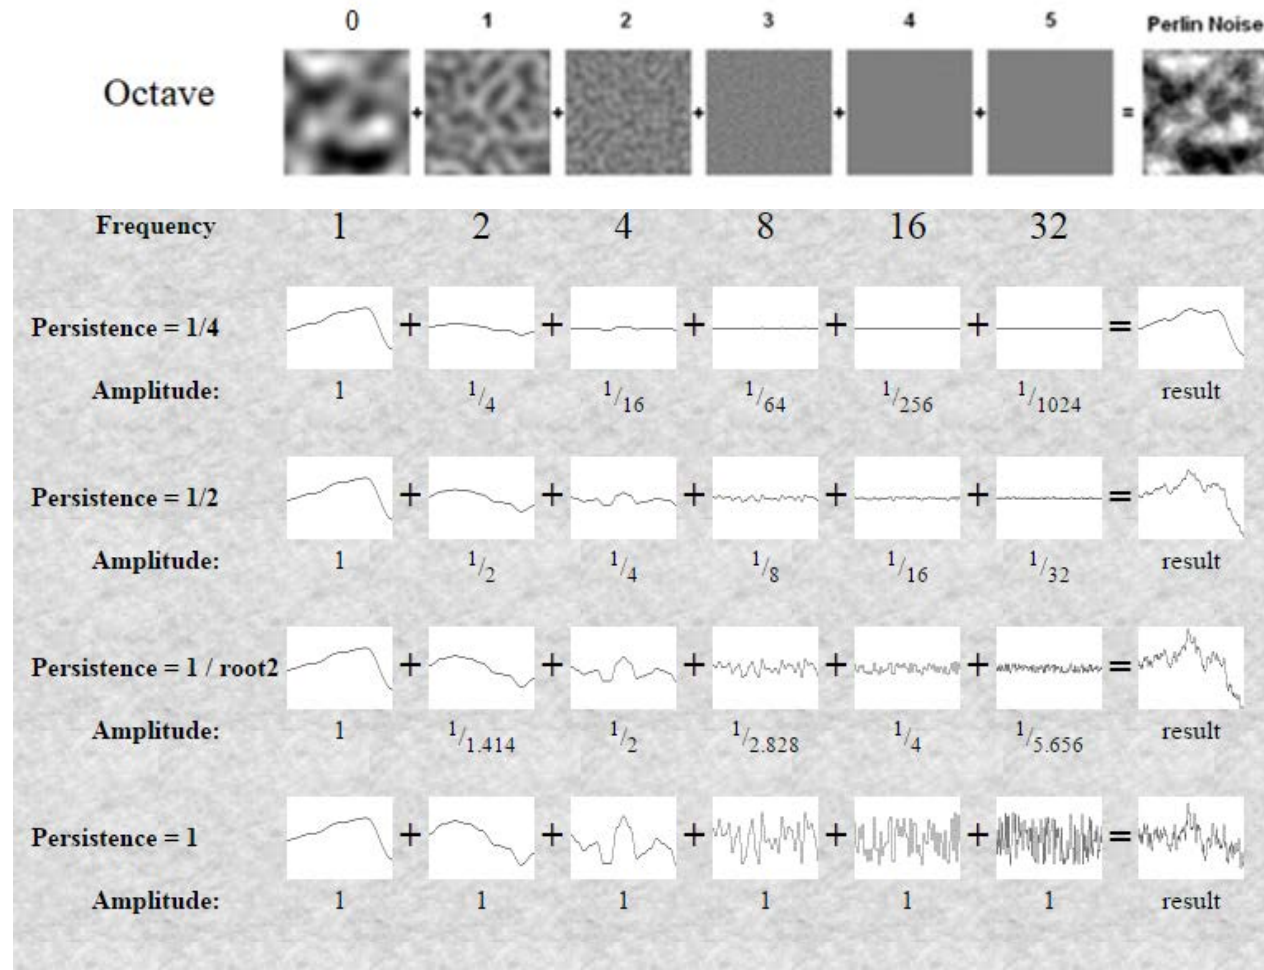 0 1 2 3 4 5 Perlin Noise
Octave + + + + + =
Frequency 1 2 4 8 16 32
Persistence = 1/4 + + + + + =
Amplitude: 1 1/4 1/16 1/64 1/256 1/1024 result
Persistence = 1/2 + + + + + =
Amplitude: 1 1/2 1/4 1/8 1/16 1/32 result
Persistence = 1 / root2 + + + + + =
Amplitude: 1 1/1.414 1/2 1/2.828 1/4 1/5.656 result
Persistence = 1 + + + + + =
Amplitude: 1 1 1 1 1 1 result